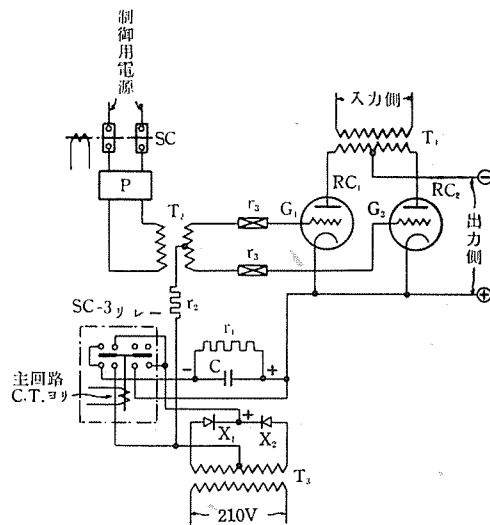 制御用電源
SC
P
T₂
入力側
T₁
RC₁
RC₂
G₁
G₂
r₃
r₃
⊖
出力側
⊕
r₂
SC-3リレー
r₁
−
C
+
主回路
C.T.ヨリ
+
X₁
X₂
T₃
210V